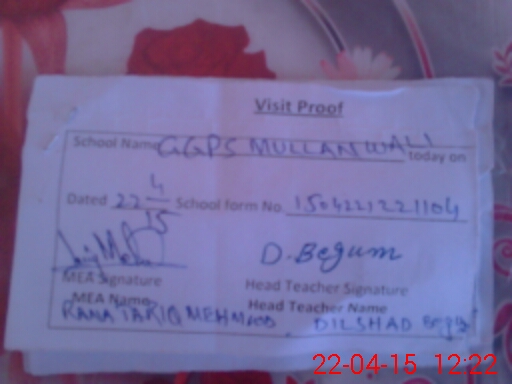 Visit Proof
School Name GGPS MULLANWALI today on
Dated 22 4/15 School form No. 1504221221104
MEA Signature
D. Begum
Head Teacher Signature
MEA Name
Head Teacher Name
RANA TARIQ MEHMOOD
DILSHAD
22-04-15 12:22